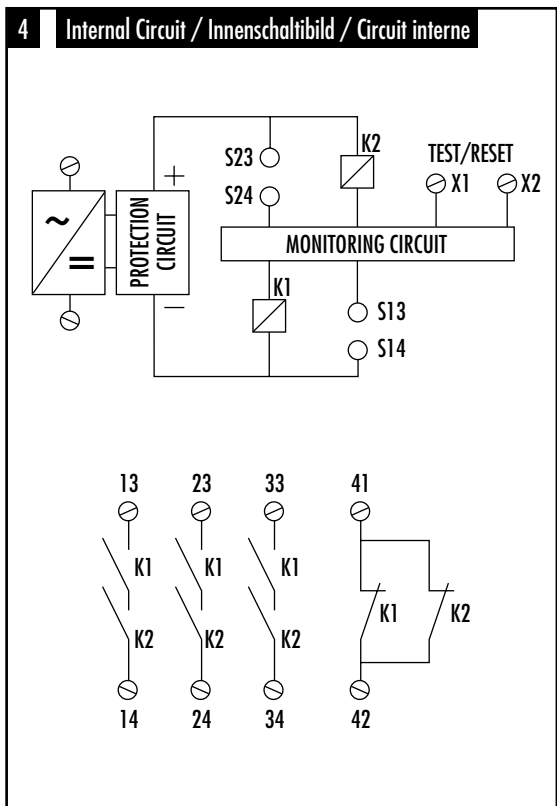 4 Internal Circuit / Innenschaltibild / Circuit interne
K2
S23
TEST/RESET
+
S24
X1 X2
~
=
PROTECTION
CIRCUIT
MONITORING CIRCUIT
–
K1
S13
S14
13 23 33 41
K1 K1 K1
K1 K2
K2 K2 K2
14 24 34 42